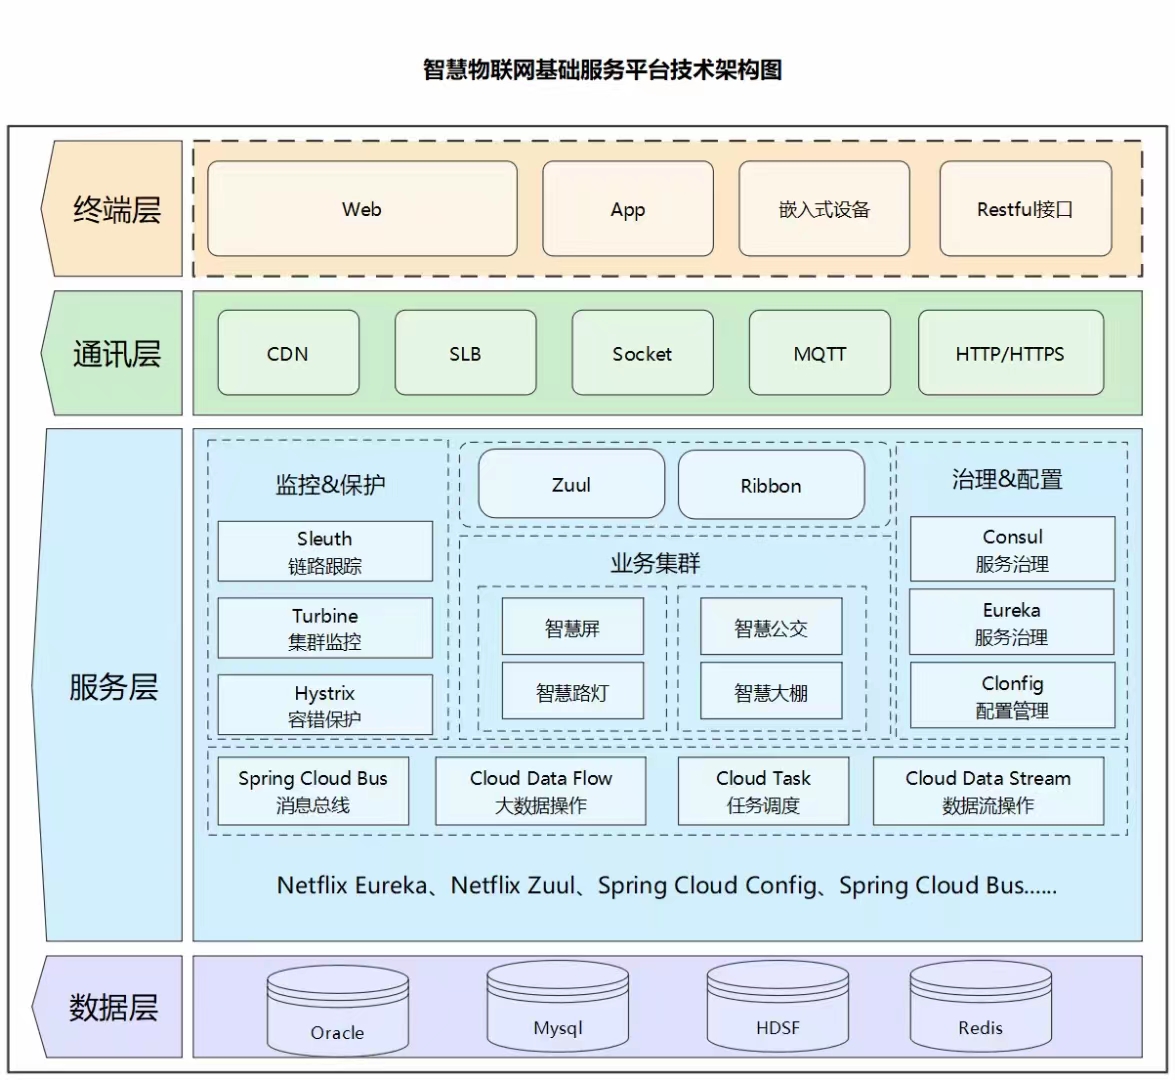 智慧物联网基础服务平台技术架构图
终端层
Web
App
嵌入式设备
Restful接口
通讯层
CDN
SLB
Socket
MQTT
HTTP/HTTPS
服务层
监控&保护
Sleuth
链路跟踪
Turbine
集群监控
Hystrix
容错保护
Zuul
Ribbon
业务集群
智慧屏
智慧公交
智慧路灯
智慧大棚
治理&配置
Consul
服务治理
Eureka
服务治理
Clonfig
配置管理
Spring Cloud Bus
消息总线
Cloud Data Flow
大数据操作
Cloud Task
任务调度
Cloud Data Stream
数据流操作
Netflix Eureka、Netflix Zuul、Spring Cloud Config、Spring Cloud Bus......
数据层
Oracle
Mysql
HDSF
Redis